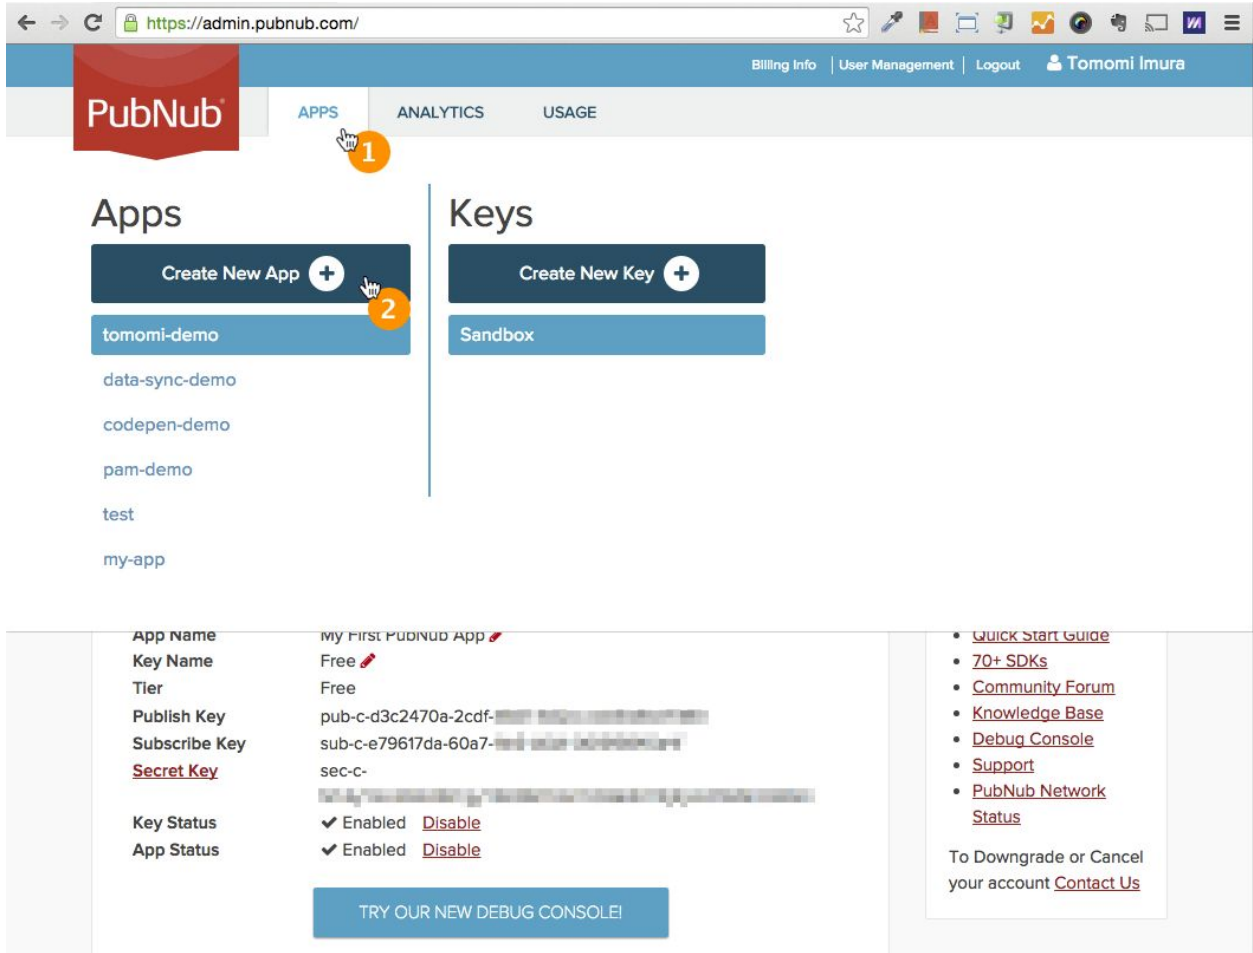 https://admin.pubnub.com/
Billing Info | User Management | Logout Tomomi Imura
PubNub
APPS ANALYTICS USAGE
1
Apps
Create New App +
2
tomomi-demo
data-sync-demo
codepen-demo
pam-demo
test
my-app
Keys
Create New Key +
Sandbox
App Name My First PubNub App
Key Name Free
Tier Free
Publish Key pub-c-d3c2470a-2cdf-
Subscribe Key sub-c-e79617da-60a7-
Secret Key sec-c-
Key Status ✔ Enabled Disable
App Status ✔ Enabled Disable
TRY OUR NEW DEBUG CONSOLE!
• Quick Start Guide
• 70+ SDKs
• Community Forum
• Knowledge Base
• Debug Console
• Support
• PubNub Network
Status
To Downgrade or Cancel
your account Contact Us